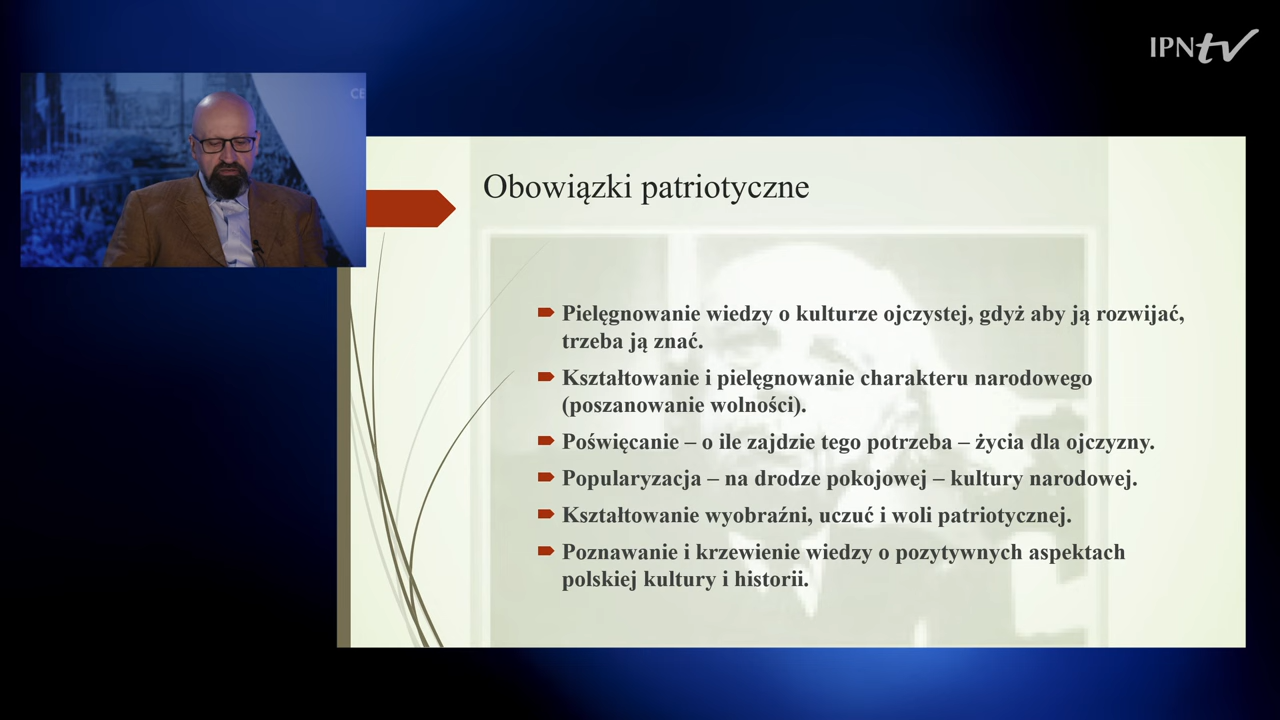 IPNtv
CE
Obowiązki patriotyczne
Pielęgnowanie wiedzy o kulturze ojczystej, gdyż aby ją rozwijać,
trzeba ją znać.
Kształtowanie i pielęgnowanie charakteru narodowego
(poszanowanie wolności).
Poświęcanie – o ile zajdzie tego potrzeba – życia dla ojczyzny.
Popularyzacja – na drodze pokojowej – kultury narodowej.
Kształtowanie wyobraźni, uczuć i woli patriotycznej.
Poznawanie i krzewienie wiedzy o pozytywnych aspektach
polskiej kultury i historii.